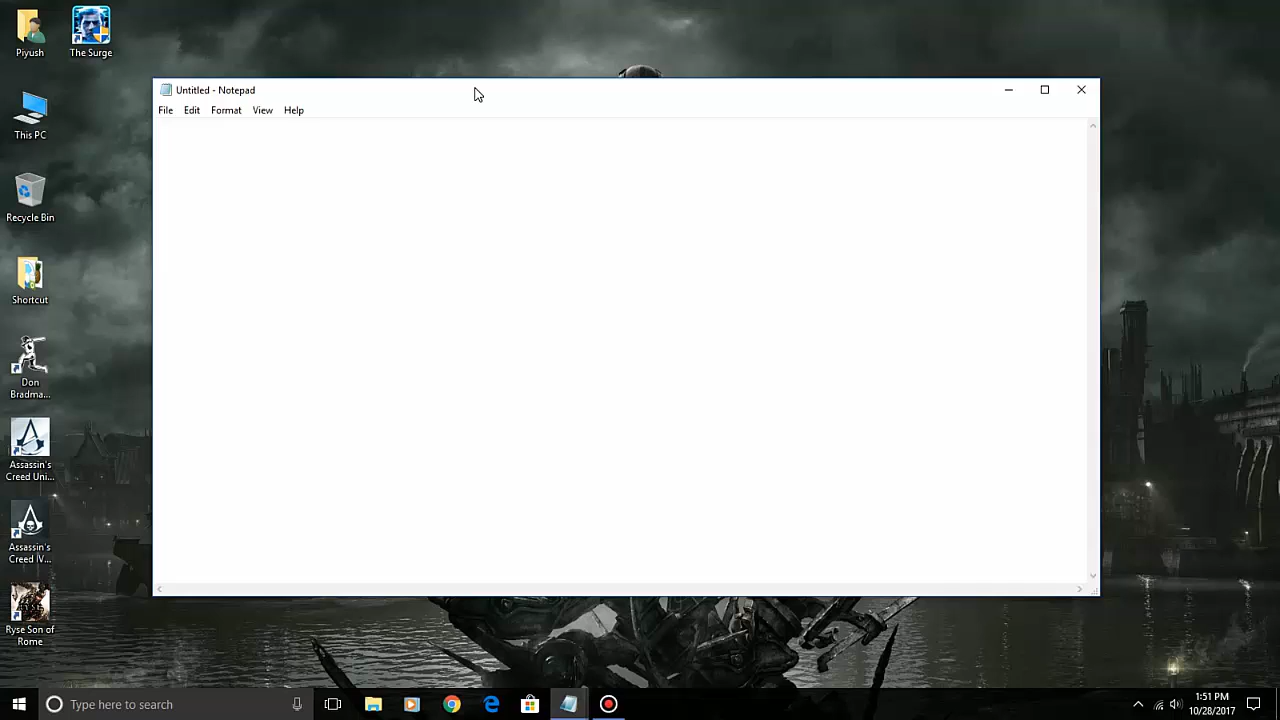 Piyush
The Surge
This PC
Recycle Bin
Shortcut
Don
Bradma...
Assassin's
Creed Uni...
Assassin's
Creed IV...
Ryse Son of
Rome
Untitled - Notepad
File Edit Format View Help
Type here to search
1:51 PM
10/28/2017